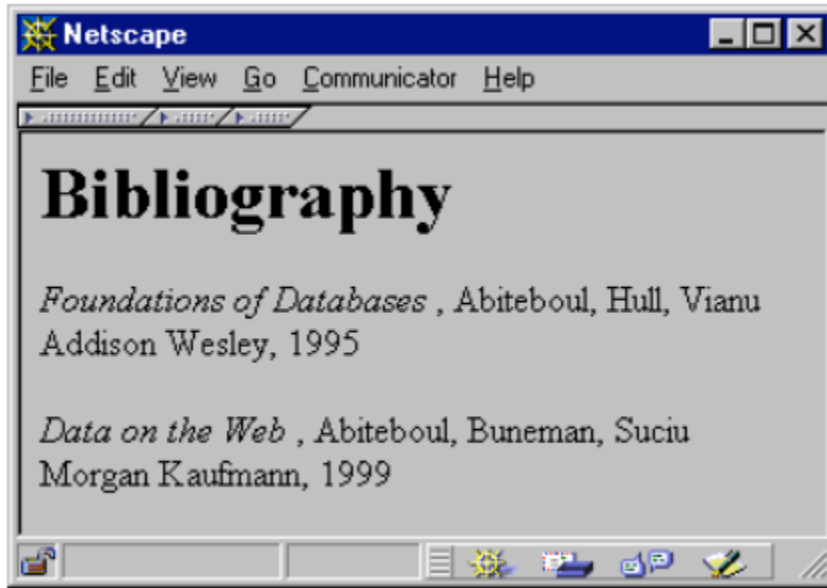 Netscape
File Edit View Go Communicator Help
Bibliography
Foundations of Databases , Abiteboul, Hull, Vianu
Addison Wesley, 1995
Data on the Web , Abiteboul, Buneman, Suciu
Morgan Kaufmann, 1999